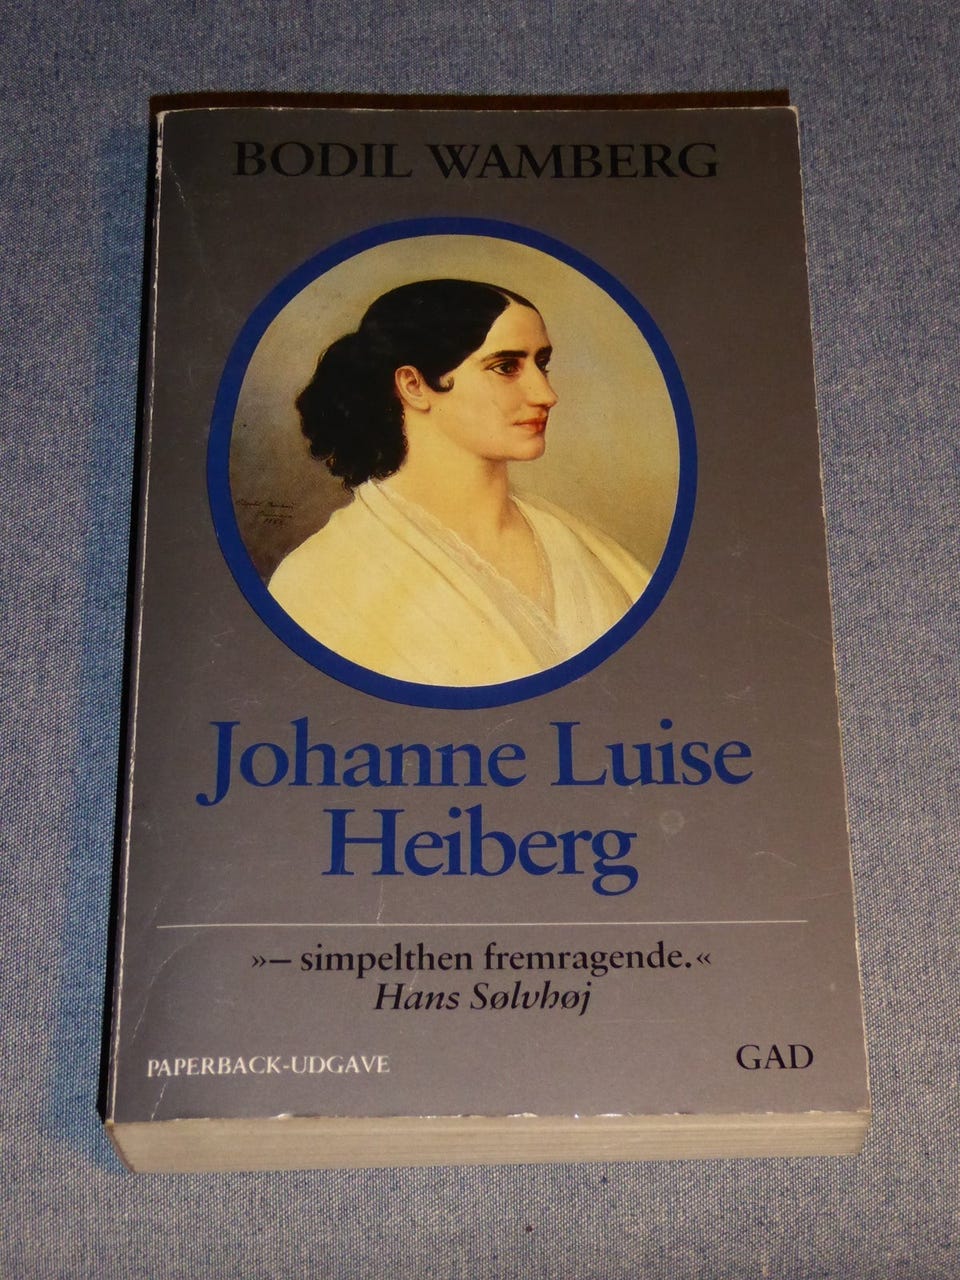 BODIL WAMBERG
Johanne Luise
Heiberg
»– simpelthen fremragende.«
Hans Sølvhøj
PAPERBACK-UDGAVE
GAD